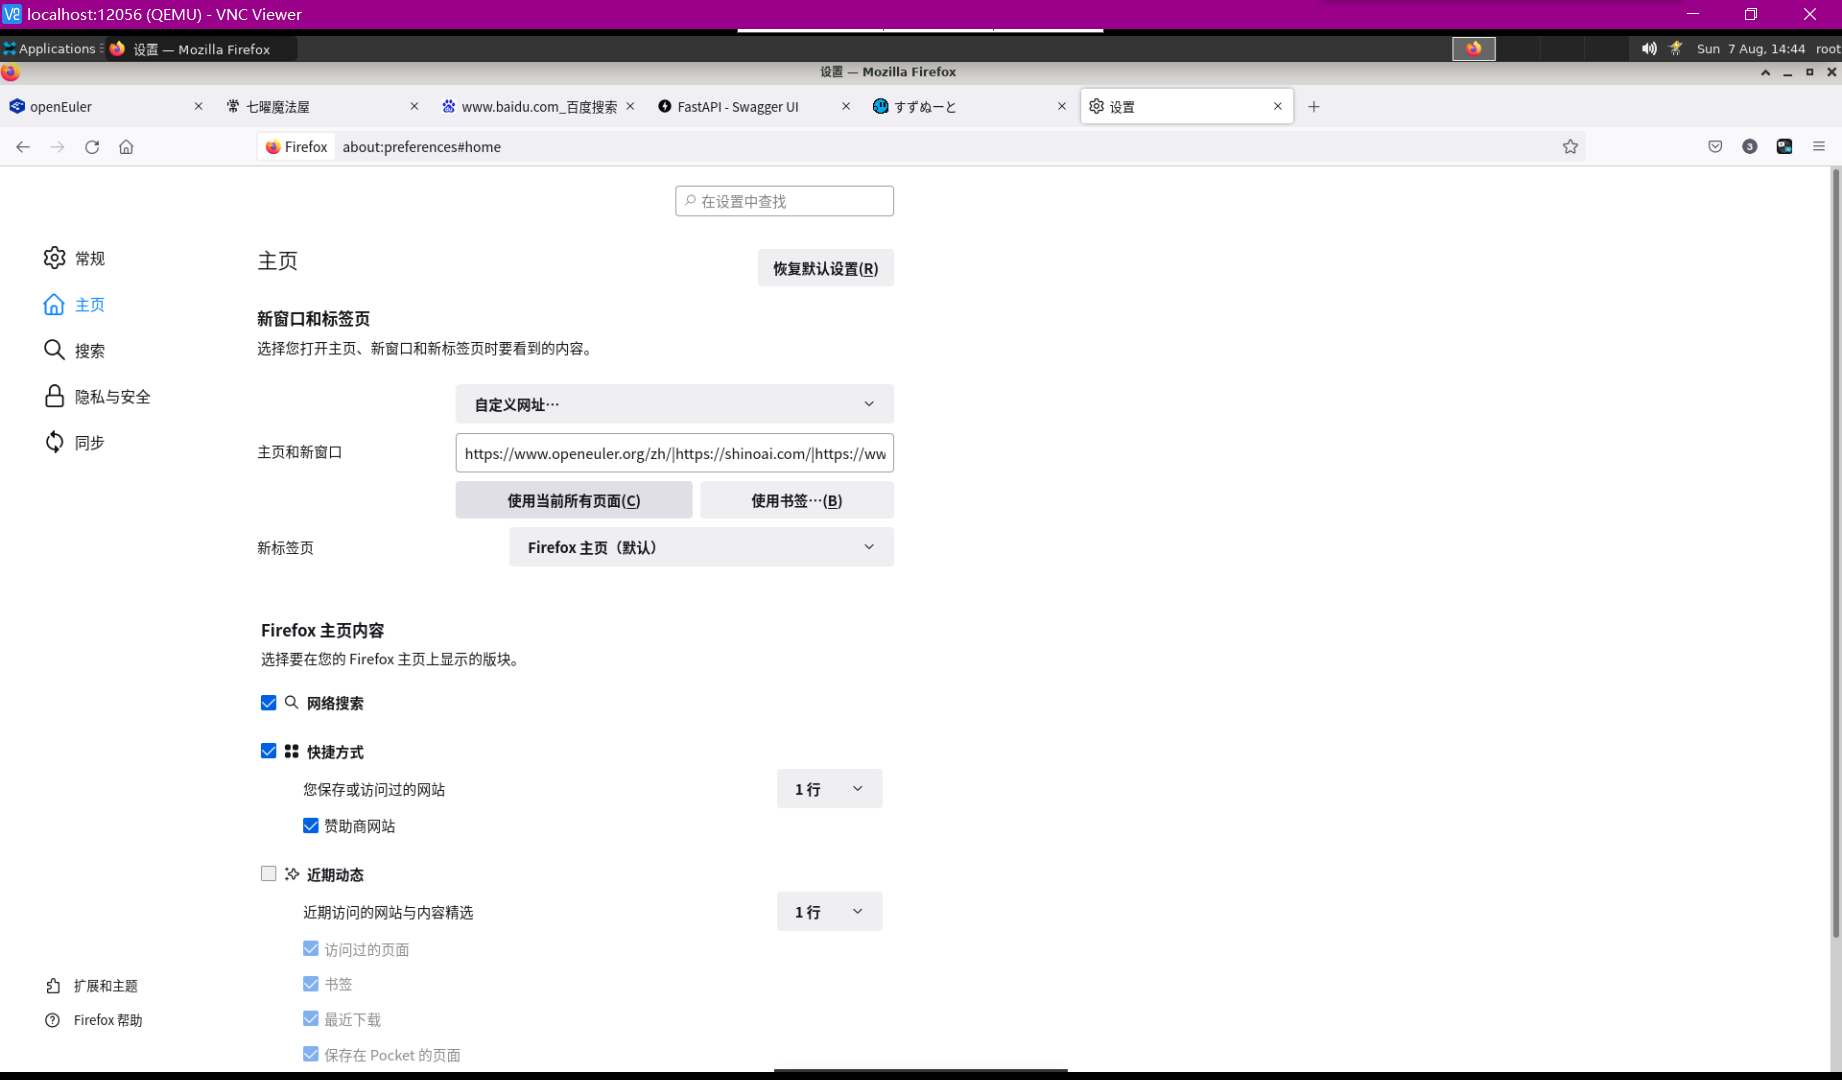 localhost:12056 (QEMU) - VNC Viewer
Applications
设置 — Mozilla Firefox
Sun 7 Aug, 14:44 root
设置 — Mozilla Firefox
openEuler
七曜魔法屋
www.baidu.com_百度搜索
FastAPI - Swagger UI
すずぬーと
设置
Firefox
about:preferences#home
3
在设置中查找
常规
主页
搜索
隐私与安全
同步
主页
恢复默认设置(R)
新窗口和标签页
选择您打开主页、新窗口和新标签页时要看到的内容。
自定义网址…
主页和新窗口
https://www.openeuler.org/zh/|https://shinoai.com/|https://ww
使用当前所有页面(C)
使用书签…(B)
新标签页
Firefox 主页（默认）
Firefox 主页内容
选择要在您的 Firefox 主页上显示的版块。
网络搜索
快捷方式
您保存或访问过的网站
1 行
赞助商网站
近期动态
近期访问的网站与内容精选
1 行
访问过的页面
书签
最近下载
保存在 Pocket 的页面
扩展和主题
Firefox 帮助